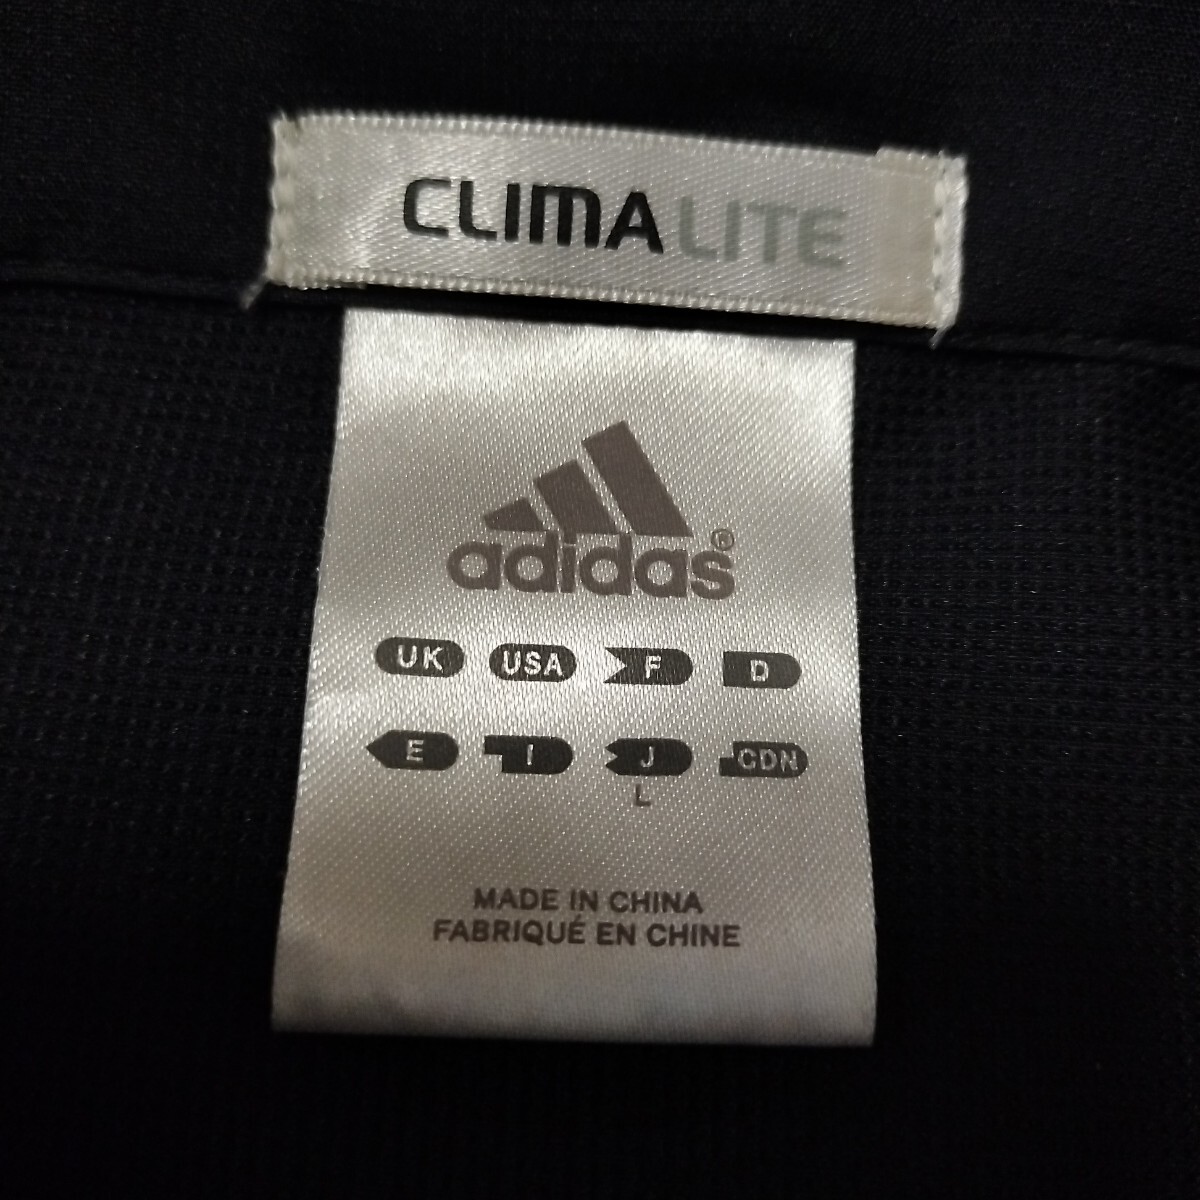 CLIMALITE
adidas®
UK USA F D
E I J CDN
L
MADE IN CHINA
FABRIQUÉ EN CHINE